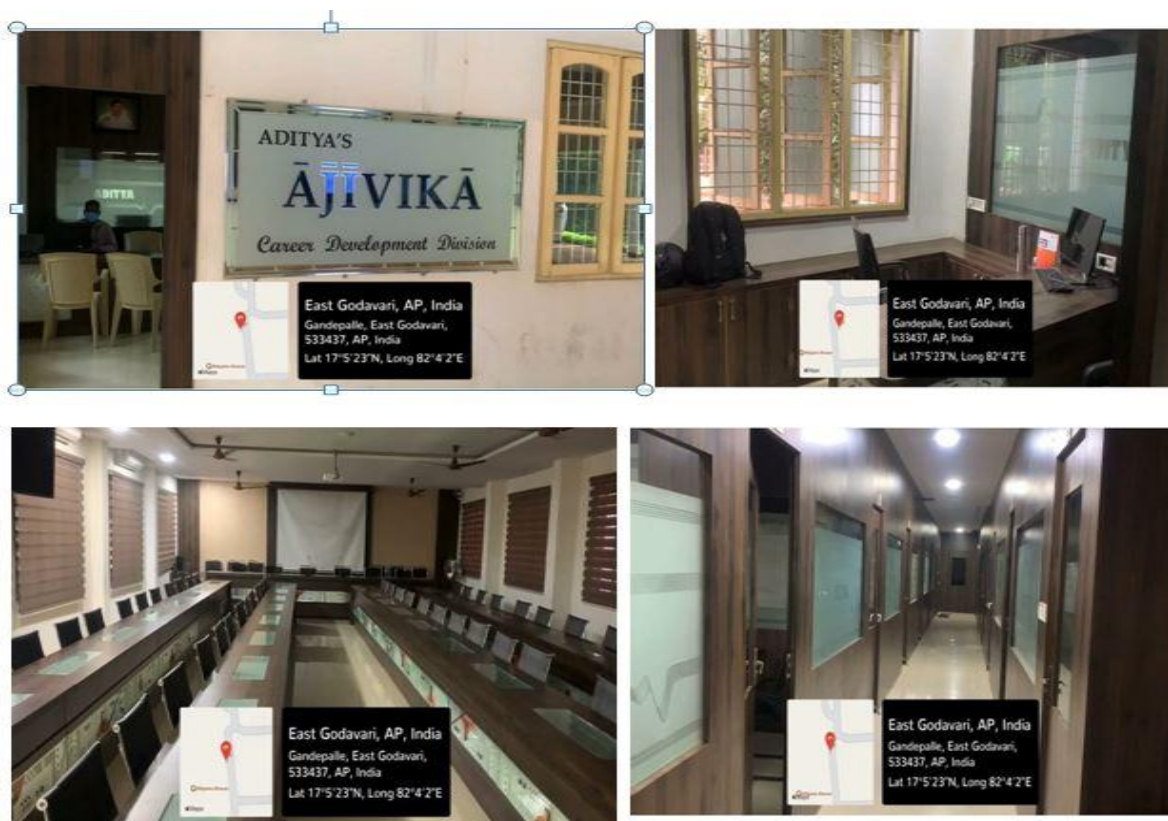 ADITYA'S
ĀJĪVIKĀ
Career Development Division
East Godavari, AP, India
Gandepalle, East Godavari,
533437, AP, India
Lat 17°5'23"N, Long 82°4'2"E
East Godavari, AP, India
Gandepalle, East Godavari,
533437, AP, India
Lat 17°5'23"N, Long 82°4'2"E
East Godavari, AP, India
Gandepalle, East Godavari,
533437, AP, India
Lat 17°5'23"N, Long 82°4'2"E
East Godavari, AP, India
Gandepalle, East Godavari,
533437, AP, India
Lat 17°5'23"N, Long 82°4'2"E